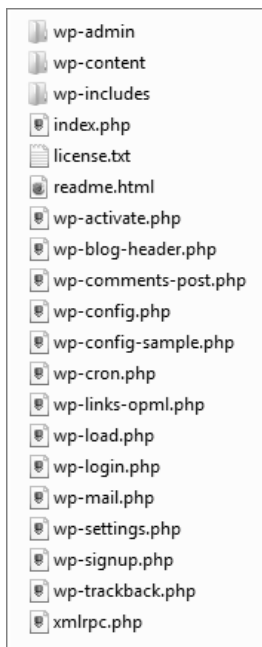 wp-admin
wp-content
wp-includes
index.php
license.txt
readme.html
wp-activate.php
wp-blog-header.php
wp-comments-post.php
wp-config.php
wp-config-sample.php
wp-cron.php
wp-links-opml.php
wp-load.php
wp-login.php
wp-mail.php
wp-settings.php
wp-signup.php
wp-trackback.php
xmlrpc.php